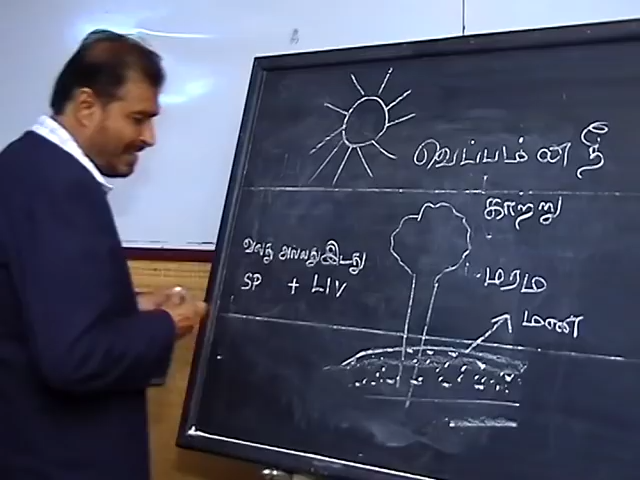 வெப்பம்
காற்று
வலது அல்லது இடது
மரம்
SP + LIV
மண்